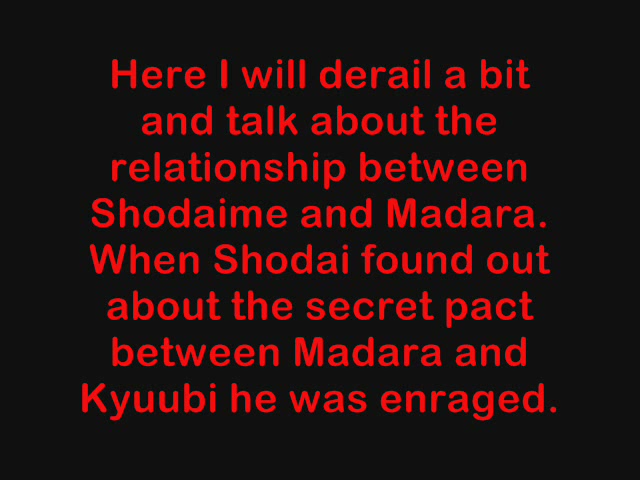 Here I will derail a bit
and talk about the
relationship between
Shodaime and Madara.
When Shodai found out
about the secret pact
between Madara and
Kyuubi he was enraged.